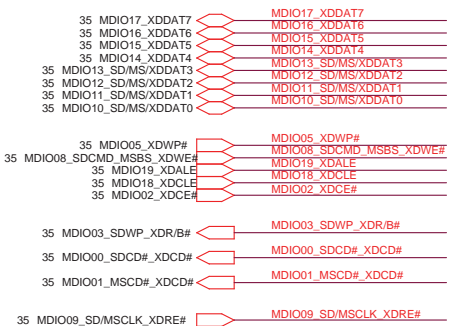 35 MDIO17_XDDAT7 MDIO17_XDDAT7
35 MDIO16_XDDAT6 MDIO16_XDDAT6
35 MDIO15_XDDAT5 MDIO15_XDDAT5
35 MDIO14_XDDAT4 MDIO14_XDDAT4
35 MDIO13_SD/MS/XDDAT3 MDIO13_SD/MS/XDDAT3
35 MDIO12_SD/MS/XDDAT2 MDIO12_SD/MS/XDDAT2
35 MDIO11_SD/MS/XDDAT1 MDIO11_SD/MS/XDDAT1
35 MDIO10_SD/MS/XDDAT0 MDIO10_SD/MS/XDDAT0
35 MDIO05_XDWP# MDIO05_XDWP#
35 MDIO08_SDCMD_MSBS_XDWE# MDIO08_SDCMD_MSBS_XDWE#
35 MDIO19_XDALE MDIO19_XDALE
35 MDIO18_XDCLE MDIO18_XDCLE
35 MDIO02_XDCE# MDIO02_XDCE#
35 MDIO03_SDWP_XDR/B# MDIO03_SDWP_XDR/B#
35 MDIO00_SDCD#_XDCD# MDIO00_SDCD#_XDCD#
35 MDIO01_MSCD#_XDCD# MDIO01_MSCD#_XDCD#
35 MDIO09_SD/MSCLK_XDRE# MDIO09_SD/MSCLK_XDRE#